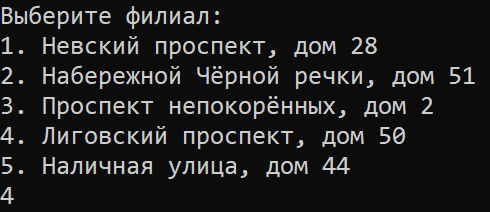 Выберите филиал:
1. Невский проспект, дом 28
2. Набережной Чёрной речки, дом 51
3. Проспект непокорённых, дом 2
4. Лиговский проспект, дом 50
5. Наличная улица, дом 44
4